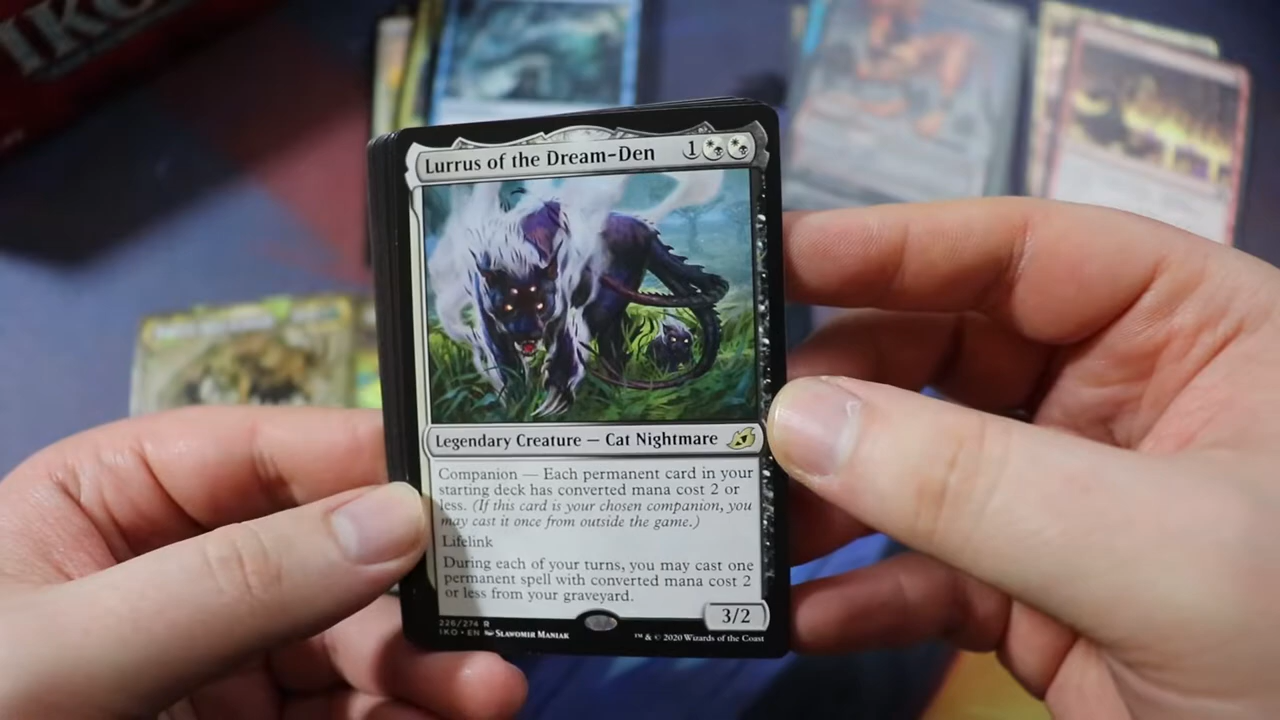 IKO
Lurrus of the Dream-Den 1
Legendary Creature — Cat Nightmare
Companion — Each permanent card in your
starting deck has converted mana cost 2 or
less. (If this card is your chosen companion, you
may cast it once from outside the game.)
Lifelink
During each of your turns, you may cast one
permanent spell with converted mana cost 2
or less from your graveyard.
3/2
226/274 R
IKO • EN Slawomir Maniak
™ & © 2020 Wizards of the Coast